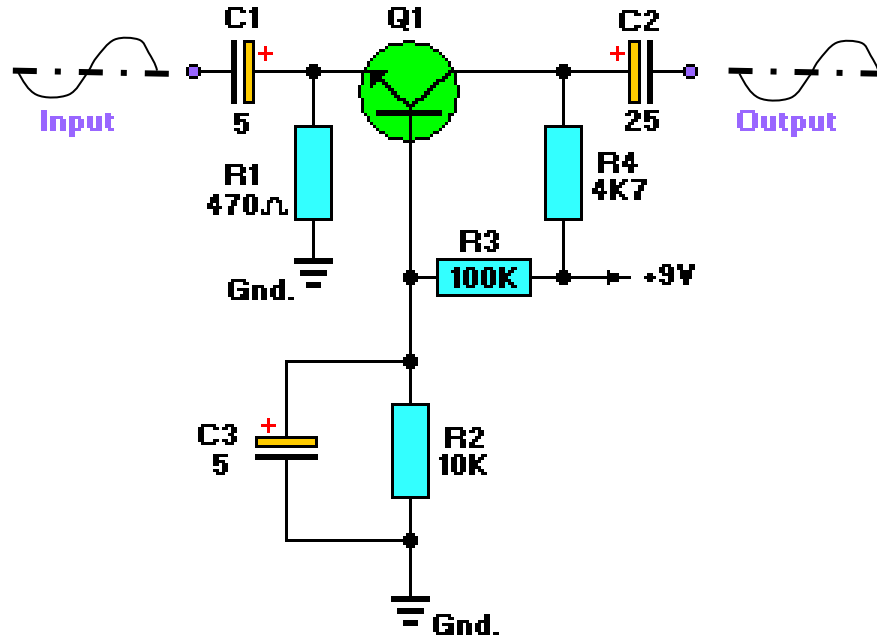 C1
Q1
C2
+
+
Input
5
25
Output
R1
470Ω
R4
4K7
R3
100K
+9V
Gnd.
+
C3
5
R2
10K
Gnd.